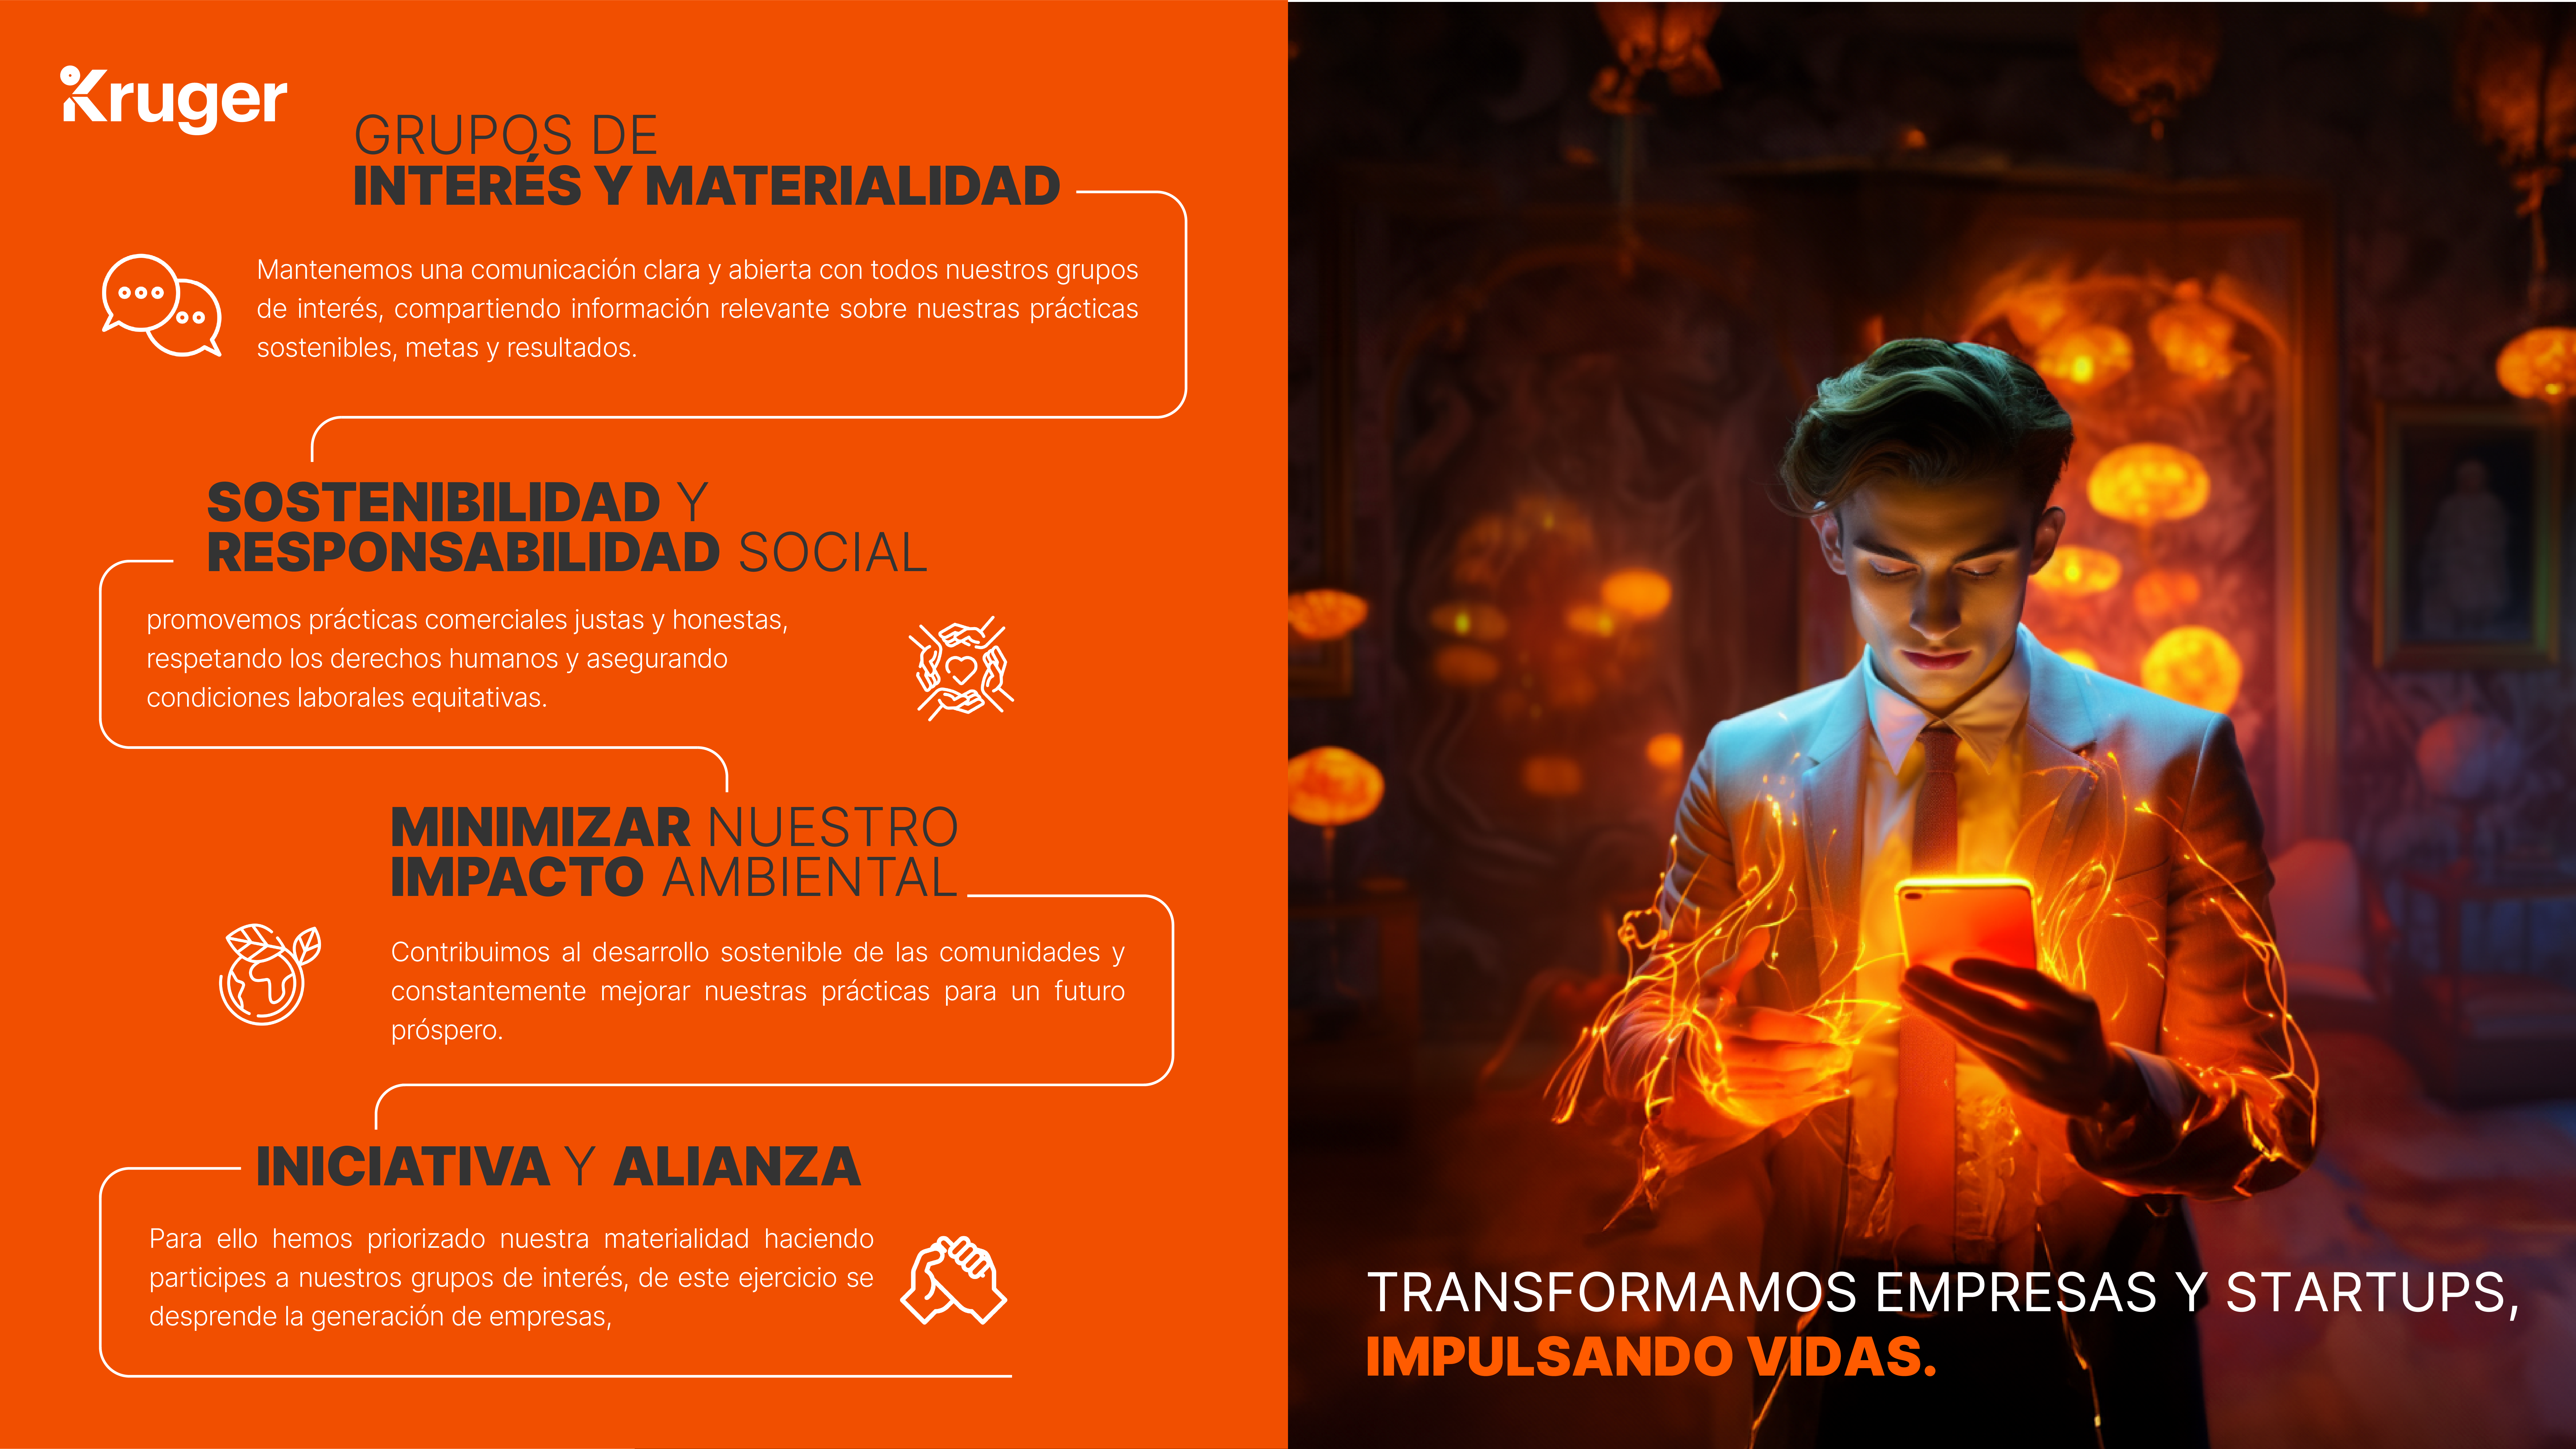 Kruger
GRUPOS DE
INTERÉS Y MATERIALIDAD
Mantenemos una comunicación clara y abierta con todos nuestros grupos
de interés, compartiendo información relevante sobre nuestras prácticas
sostenibles, metas y resultados.
SOSTENIBILIDAD Y
RESPONSABILIDAD SOCIAL
promovemos prácticas comerciales justas y honestas,
respetando los derechos humanos y asegurando
condiciones laborales equitativas.
MINIMIZAR NUESTRO
IMPACTO AMBIENTAL
Contribuimos al desarrollo sostenible de las comunidades y
constantemente mejorar nuestras prácticas para un futuro
próspero.
INICIATIVA Y ALIANZA
Para ello hemos priorizado nuestra materialidad haciendo
participes a nuestros grupos de interés, de este ejercicio se
desprende la generación de empresas,
TRANSFORMAMOS EMPRESAS Y STARTUPS,
IMPULSANDO VIDAS.